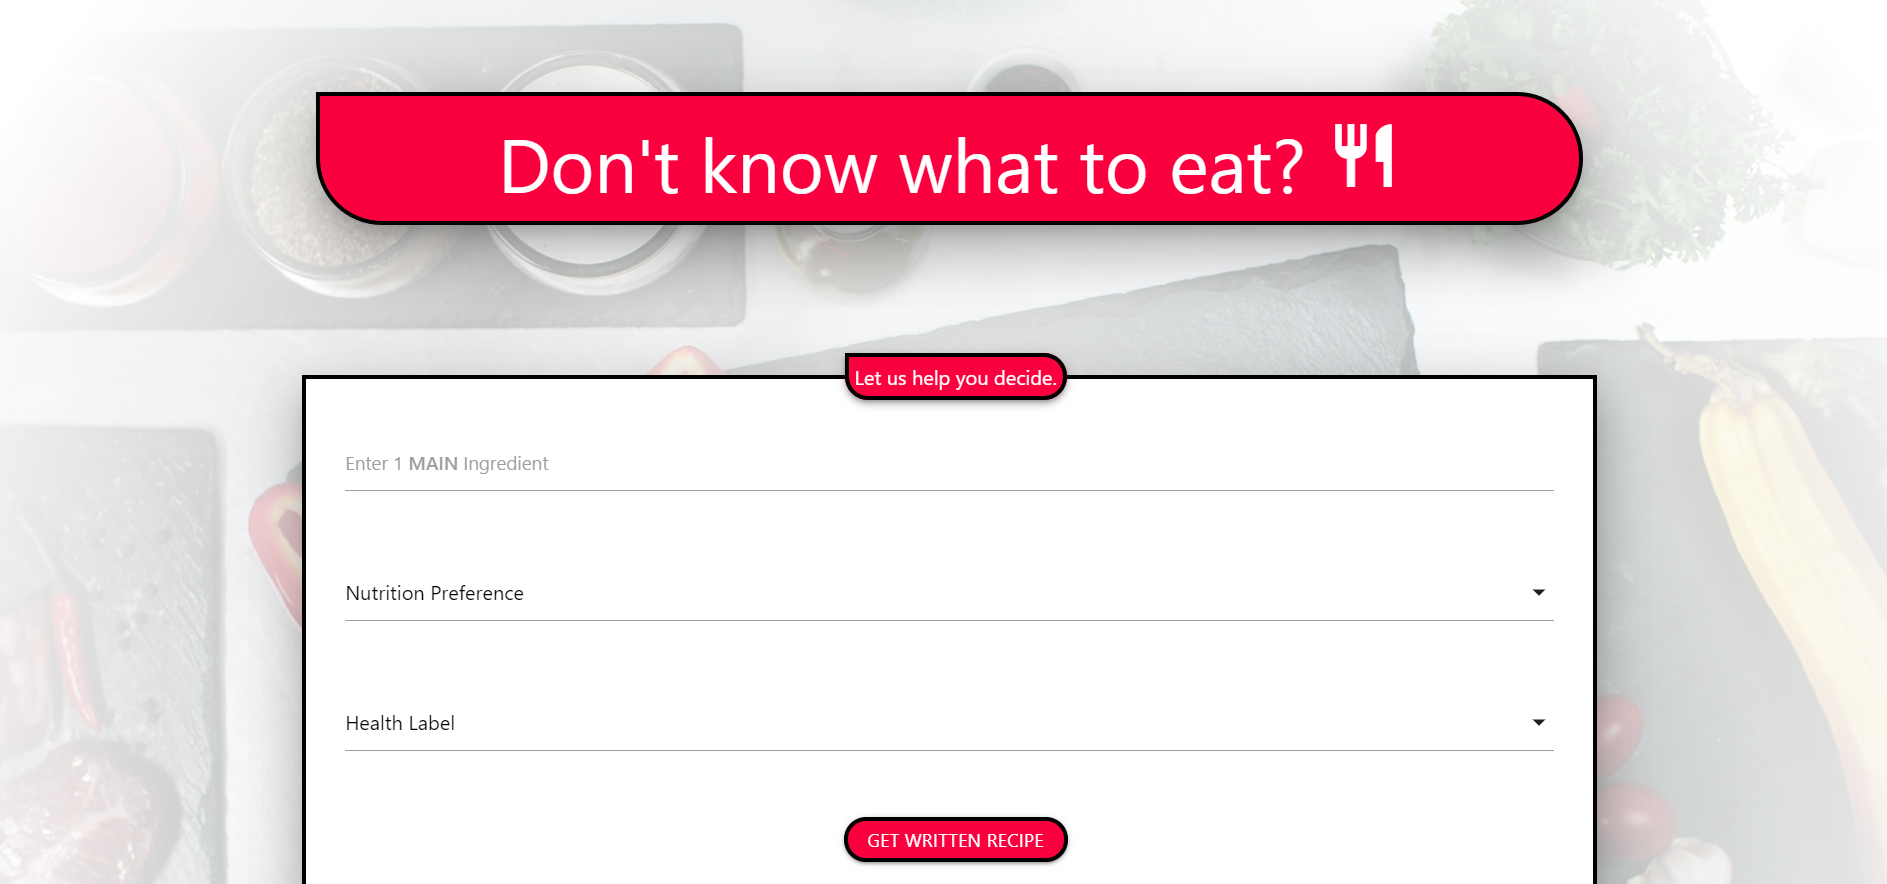 Don't know what to eat?
Let us help you decide.
Enter 1 MAIN Ingredient
Nutrition Preference
Health Label
GET WRITTEN RECIPE